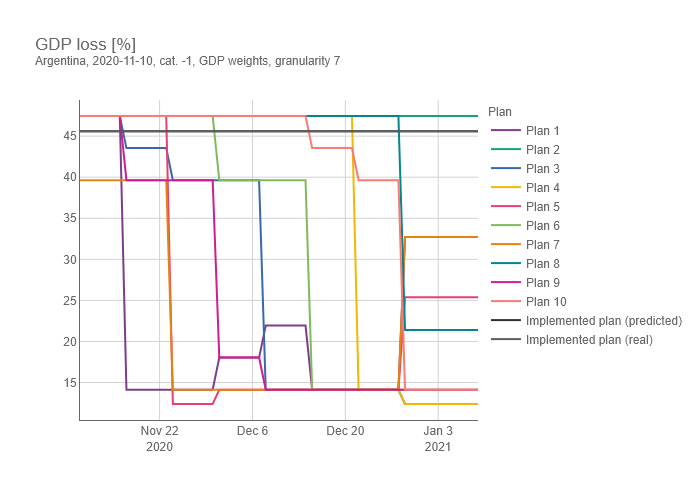 GDP loss [%]
Argentina, 2020-11-10, cat. -1, GDP weights, granularity 7
Plan
Plan 1
Plan 2
Plan 3
Plan 4
Plan 5
Plan 6
Plan 7
Plan 8
Plan 9
Plan 10
Implemented plan (predicted)
Implemented plan (real)
45
40
35
30
25
20
15
Nov 22
2020
Dec 6
Dec 20
Jan 3
2021